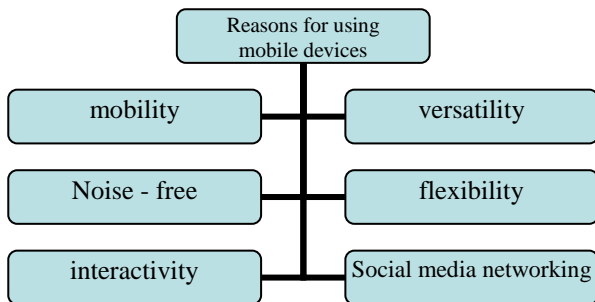 Reasons for using
mobile devices
mobility
versatility
Noise - free
flexibility
interactivity
Social media networking